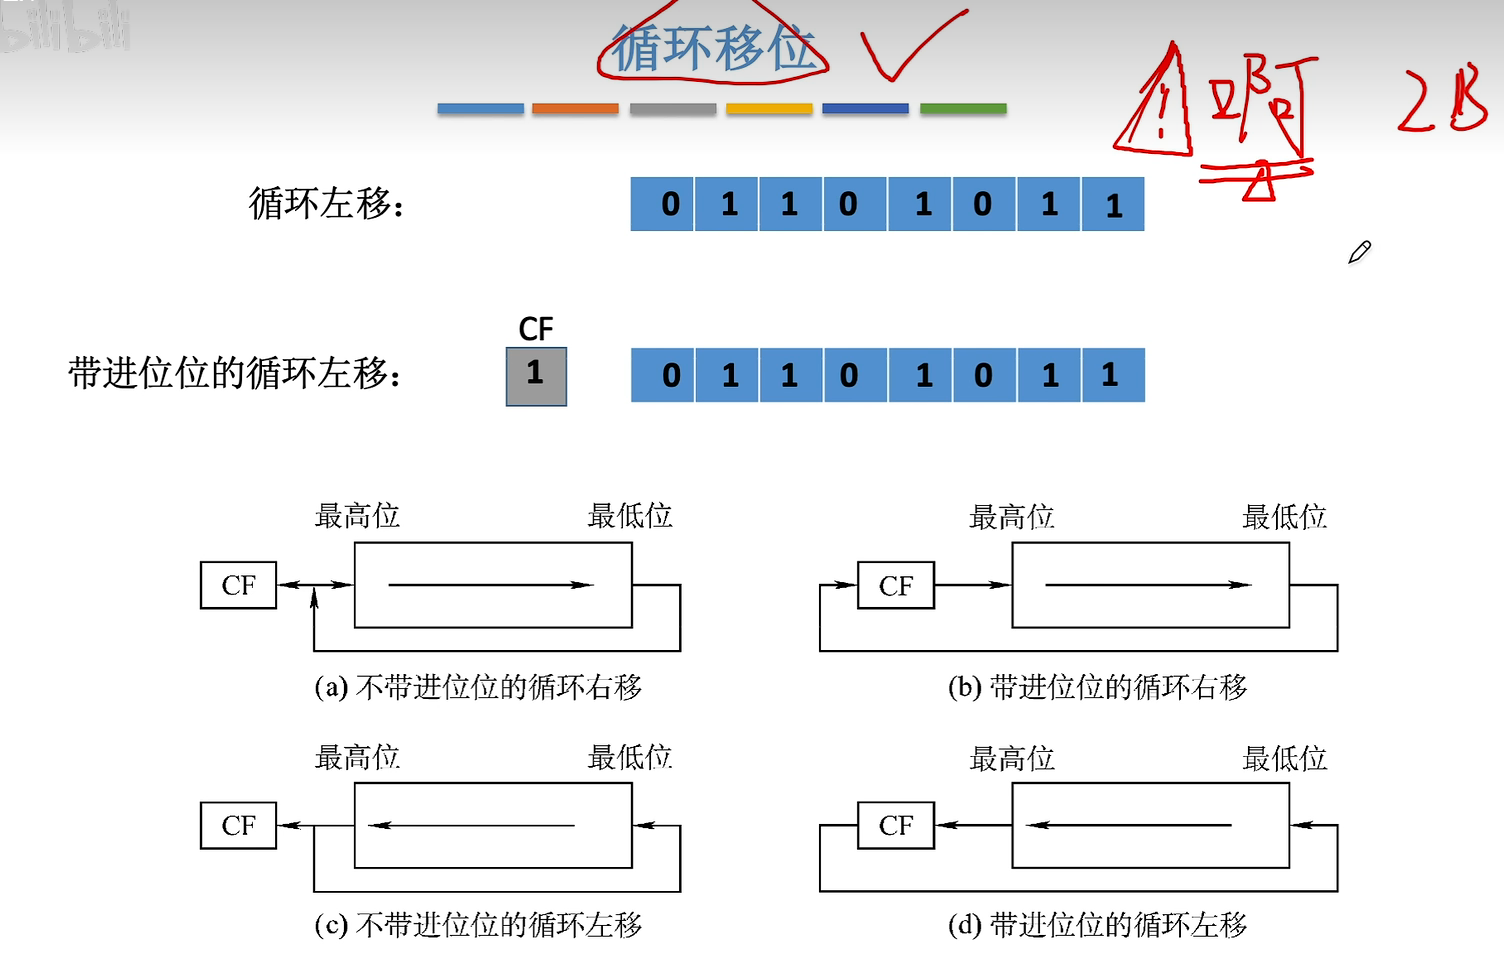 bilibili
循环移位
啊 2B
循环左移：
0 1 1 0 1 0 1 1
CF
带进位位的循环左移：
1
0 1 1 0 1 0 1 1
最高位 最低位
CF
(a) 不带进位位的循环右移
最高位 最低位
CF
(b) 带进位位的循环右移
最高位 最低位
CF
(c) 不带进位位的循环左移
最高位 最低位
CF
(d) 带进位位的循环左移